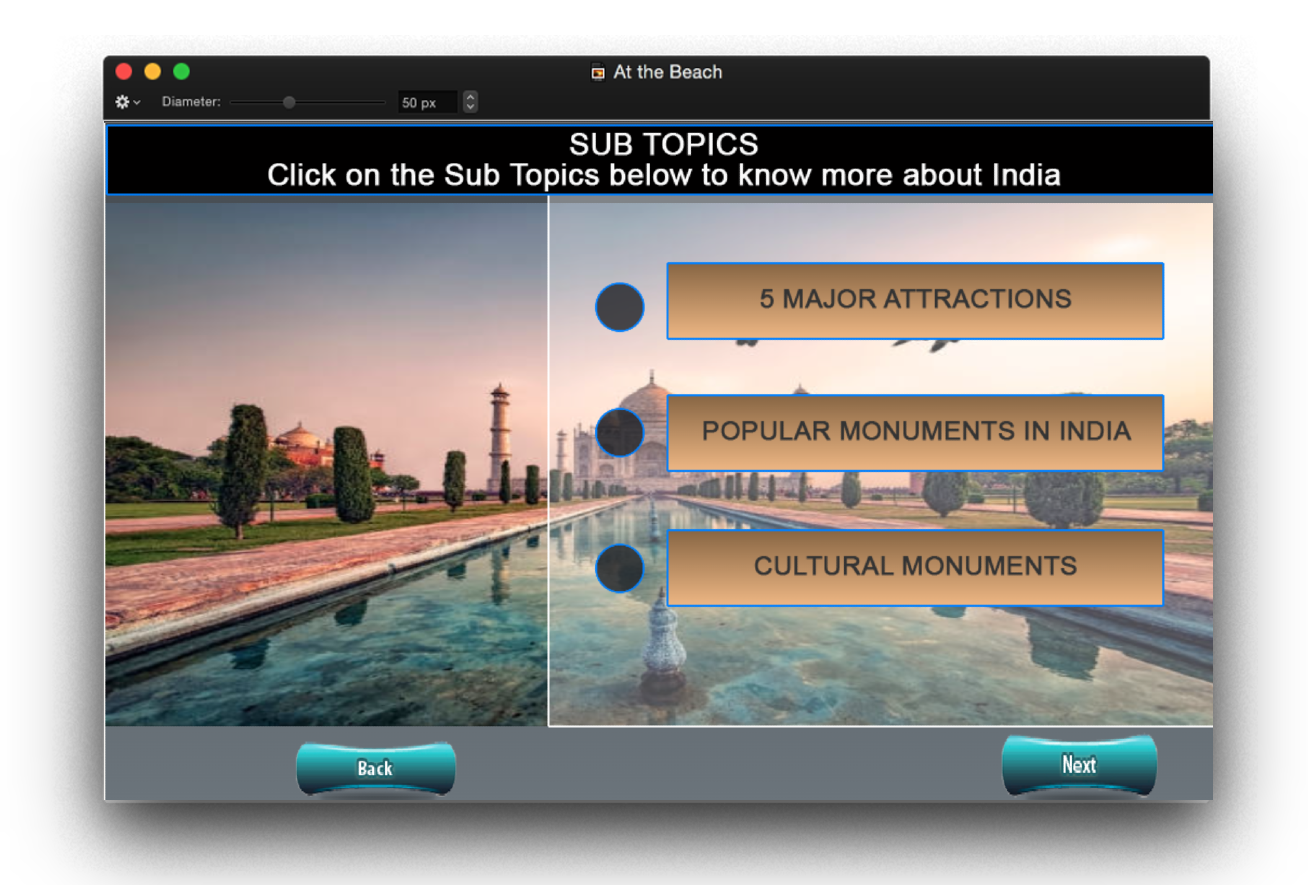 At the Beach
Diameter: 50 px
SUB TOPICS
Click on the Sub Topics below to know more about India
5 MAJOR ATTRACTIONS
POPULAR MONUMENTS IN INDIA
CULTURAL MONUMENTS
Back
Next